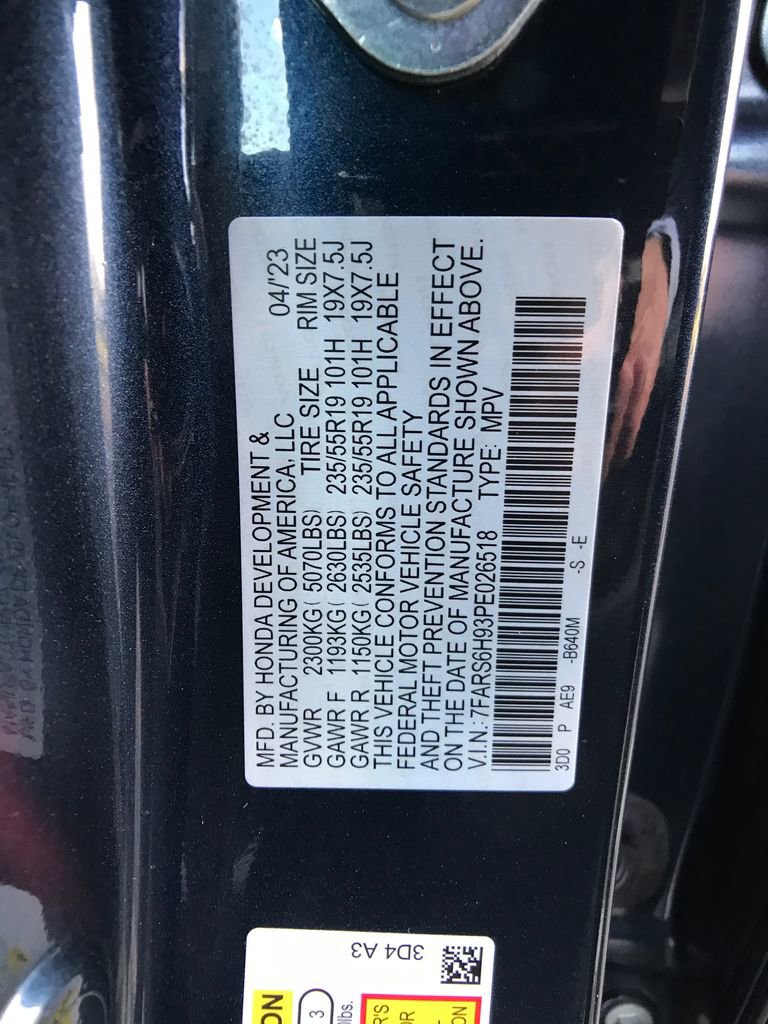 MFD. BY HONDA DEVELOPMENT &
MANUFACTURING OF AMERICA, LLC 04/'23
GVWR 2300KG( 5070LBS) TIRE SIZE RIM SIZE
GAWR F 1193KG( 2630LBS) 235/55R19 101H 19X7.5J
GAWR R 1150KG( 2535LBS) 235/55R19 101H 19X7.5J
THIS VEHICLE CONFORMS TO ALL APPLICABLE
FEDERAL MOTOR VEHICLE SAFETY
AND THEFT PREVENTION STANDARDS IN EFFECT
ON THE DATE OF MANUFACTURE SHOWN ABOVE.
V.I.N.: 7FARS6H93PE026518 TYPE: MPV
3D0 P AE9 -B640M -S -E
3D4 A3
3